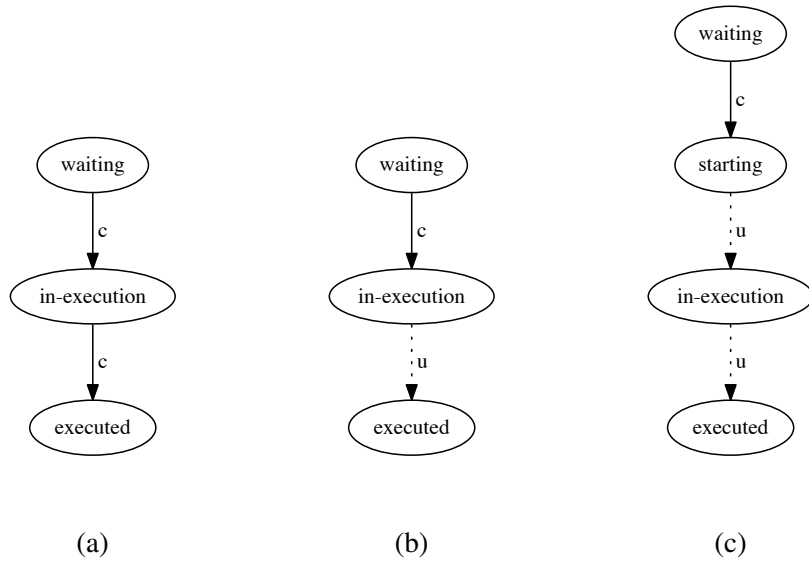 waiting
c
in-execution
c
executed
(a)
waiting
c
in-execution
u
executed
(b)
waiting
c
starting
u
in-execution
u
executed
(c)